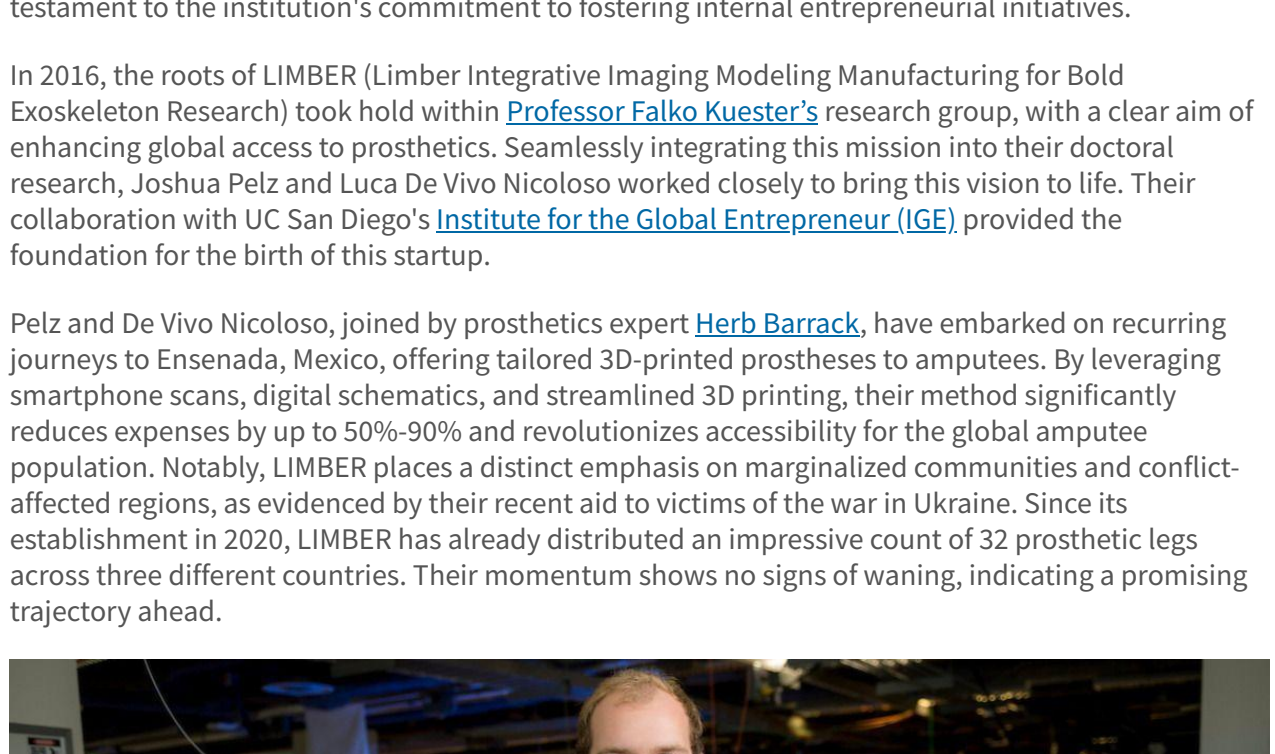 testament to the institution's commitment to fostering internal entrepreneurial initiatives.
In 2016, the roots of LIMBER (Limber Integrative Imaging Modeling Manufacturing for Bold
Exoskeleton Research) took hold within Professor Falko Kuester’s research group, with a clear aim of
enhancing global access to prosthetics. Seamlessly integrating this mission into their doctoral
research, Joshua Pelz and Luca De Vivo Nicoloso worked closely to bring this vision to life. Their
collaboration with UC San Diego's Institute for the Global Entrepreneur (IGE) provided the
foundation for the birth of this startup.
Pelz and De Vivo Nicoloso, joined by prosthetics expert Herb Barrack, have embarked on recurring
journeys to Ensenada, Mexico, offering tailored 3D-printed prostheses to amputees. By leveraging
smartphone scans, digital schematics, and streamlined 3D printing, their method significantly
reduces expenses by up to 50%-90% and revolutionizes accessibility for the global amputee
population. Notably, LIMBER places a distinct emphasis on marginalized communities and conflict-
affected regions, as evidenced by their recent aid to victims of the war in Ukraine. Since its
establishment in 2020, LIMBER has already distributed an impressive count of 32 prosthetic legs
across three different countries. Their momentum shows no signs of waning, indicating a promising
trajectory ahead.